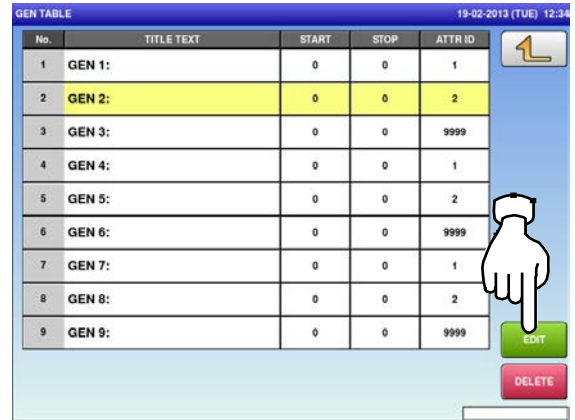 GEN TABLE 19-02-2013 (TUE) 12:34
No. TITLE TEXT START STOP ATTR ID
1 GEN 1: 0 0 1
2 GEN 2: 0 0 2
3 GEN 3: 0 0 9999
4 GEN 4: 0 0 1
5 GEN 5: 0 0 2
6 GEN 6: 0 0 9999
7 GEN 7: 0 0 1
8 GEN 8: 0 0 2
9 GEN 9: 0 0 9999
EDIT
DELETE